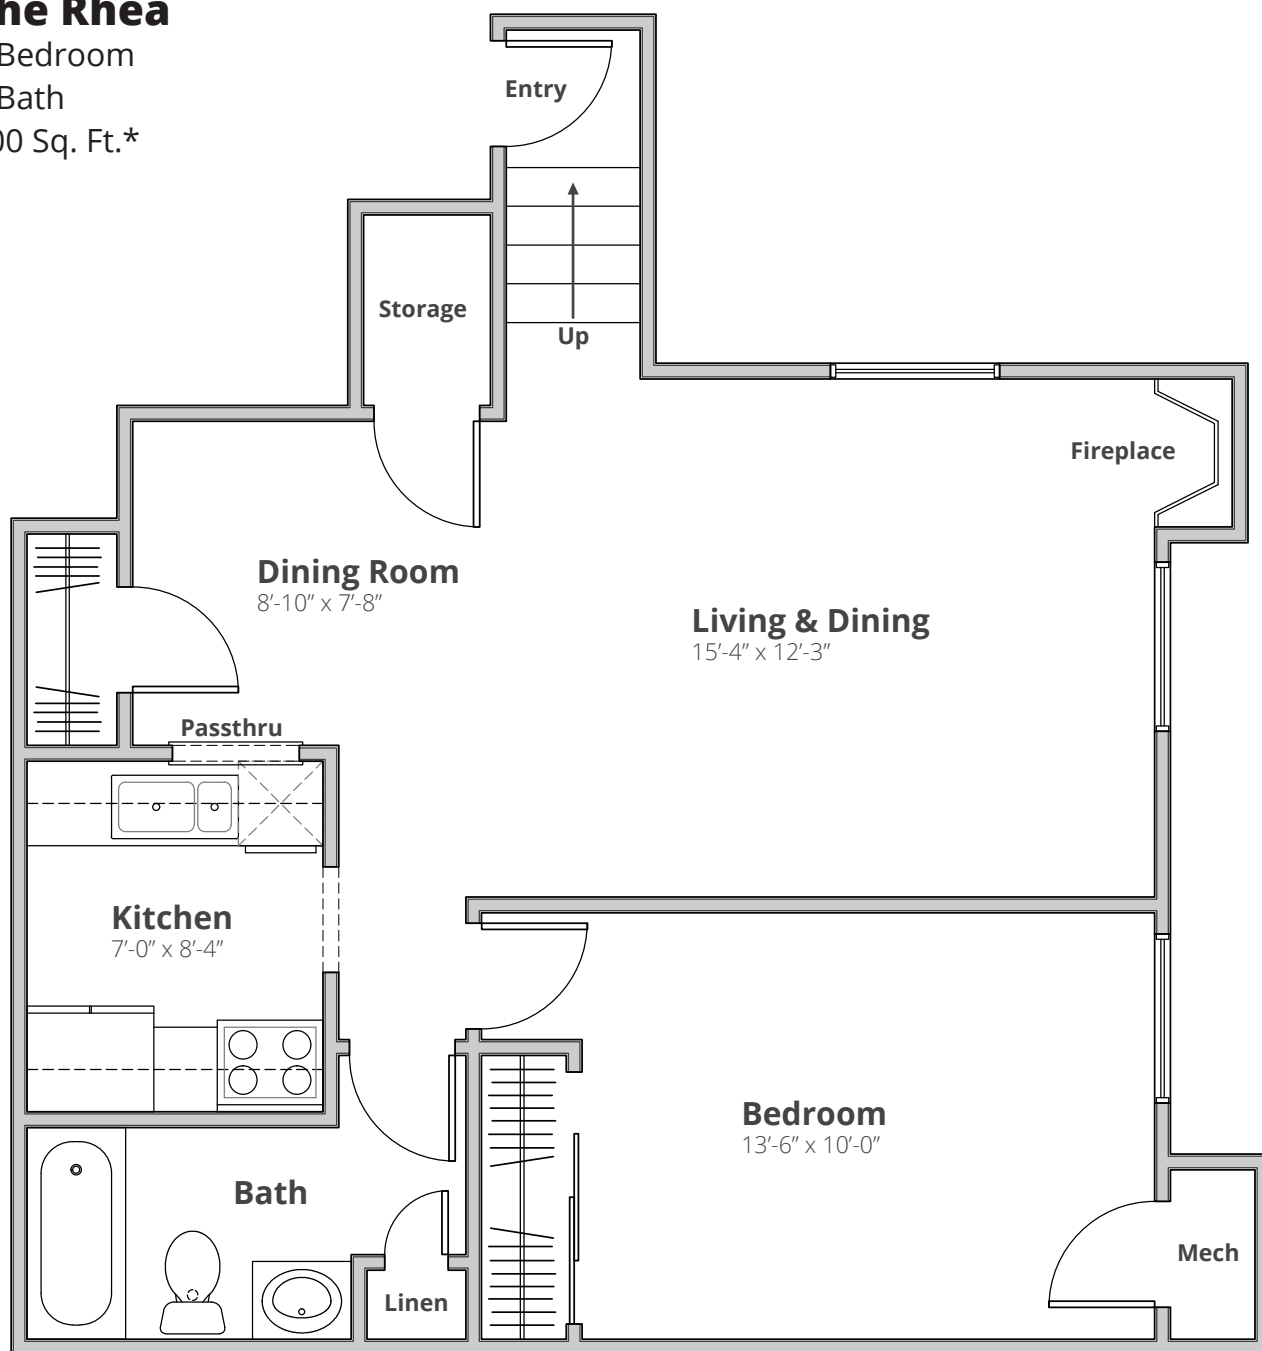 he Rhea
Bedroom
Bath
00 Sq. Ft.*
Entry
Storage
Up
Fireplace
Dining Room
8’-10” x 7’-8”
Living & Dining
15’-4” x 12’-3”
Passthru
Kitchen
7’-0” x 8’-4”
Bedroom
13’-6” x 10’-0”
Bath
Mech
Linen